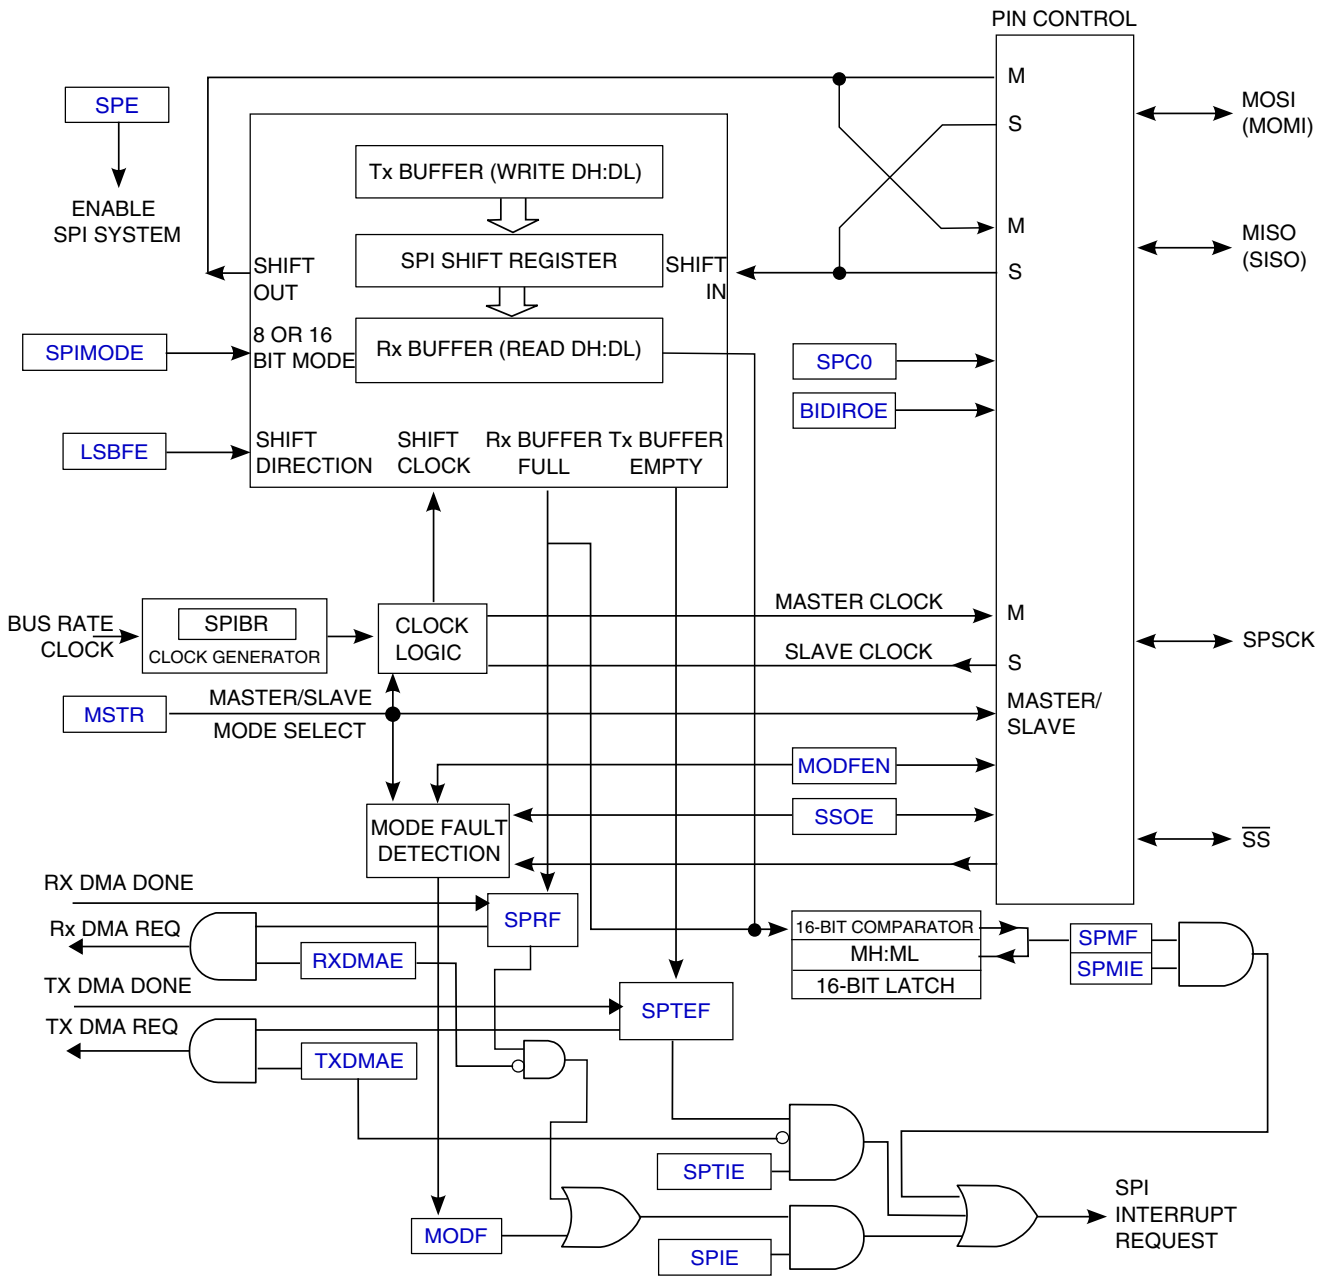 PIN CONTROL
SPE
ENABLE
SPI SYSTEM
M
S
M
S
MOSI
(MOMI)
MISO
(SISO)
Tx BUFFER (WRITE DH:DL)
SPI SHIFT REGISTER
Rx BUFFER (READ DH:DL)
SHIFT
OUT
SHIFT
IN
SPIMODE
8 OR 16
BIT MODE
SPC0
BIDIROE
LSBFE
SHIFT
DIRECTION
SHIFT
CLOCK
Rx BUFFER
FULL
Tx BUFFER
EMPTY
BUS RATE
CLOCK
SPIBR
CLOCK GENERATOR
CLOCK
LOGIC
MASTER CLOCK
M
SLAVE CLOCK
S
SPSCK
MSTR
MASTER/SLAVE
MODE SELECT
MASTER/
SLAVE
MODFEN
SSOE
MODE FAULT
DETECTION
SS
RX DMA DONE
SPRF
Rx DMA REQ
RXDMAE
16-BIT COMPARATOR
MH:ML
16-BIT LATCH
SPMF
SPMIE
TX DMA DONE
SPTEF
TX DMA REQ
TXDMAE
SPTIE
MODF
SPIE
SPI
INTERRUPT
REQUEST